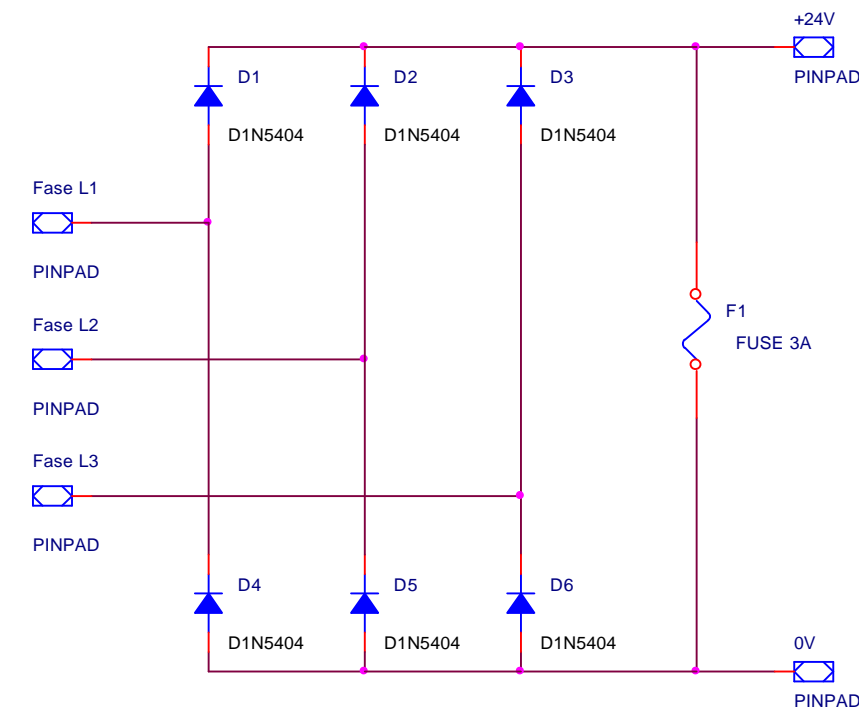 +24V
PINPAD
D1
D1N5404
D2
D1N5404
D3
D1N5404
Fase L1
PINPAD
Fase L2
PINPAD
Fase L3
PINPAD
F1
FUSE 3A
D4
D1N5404
D5
D1N5404
D6
D1N5404
0V
PINPAD